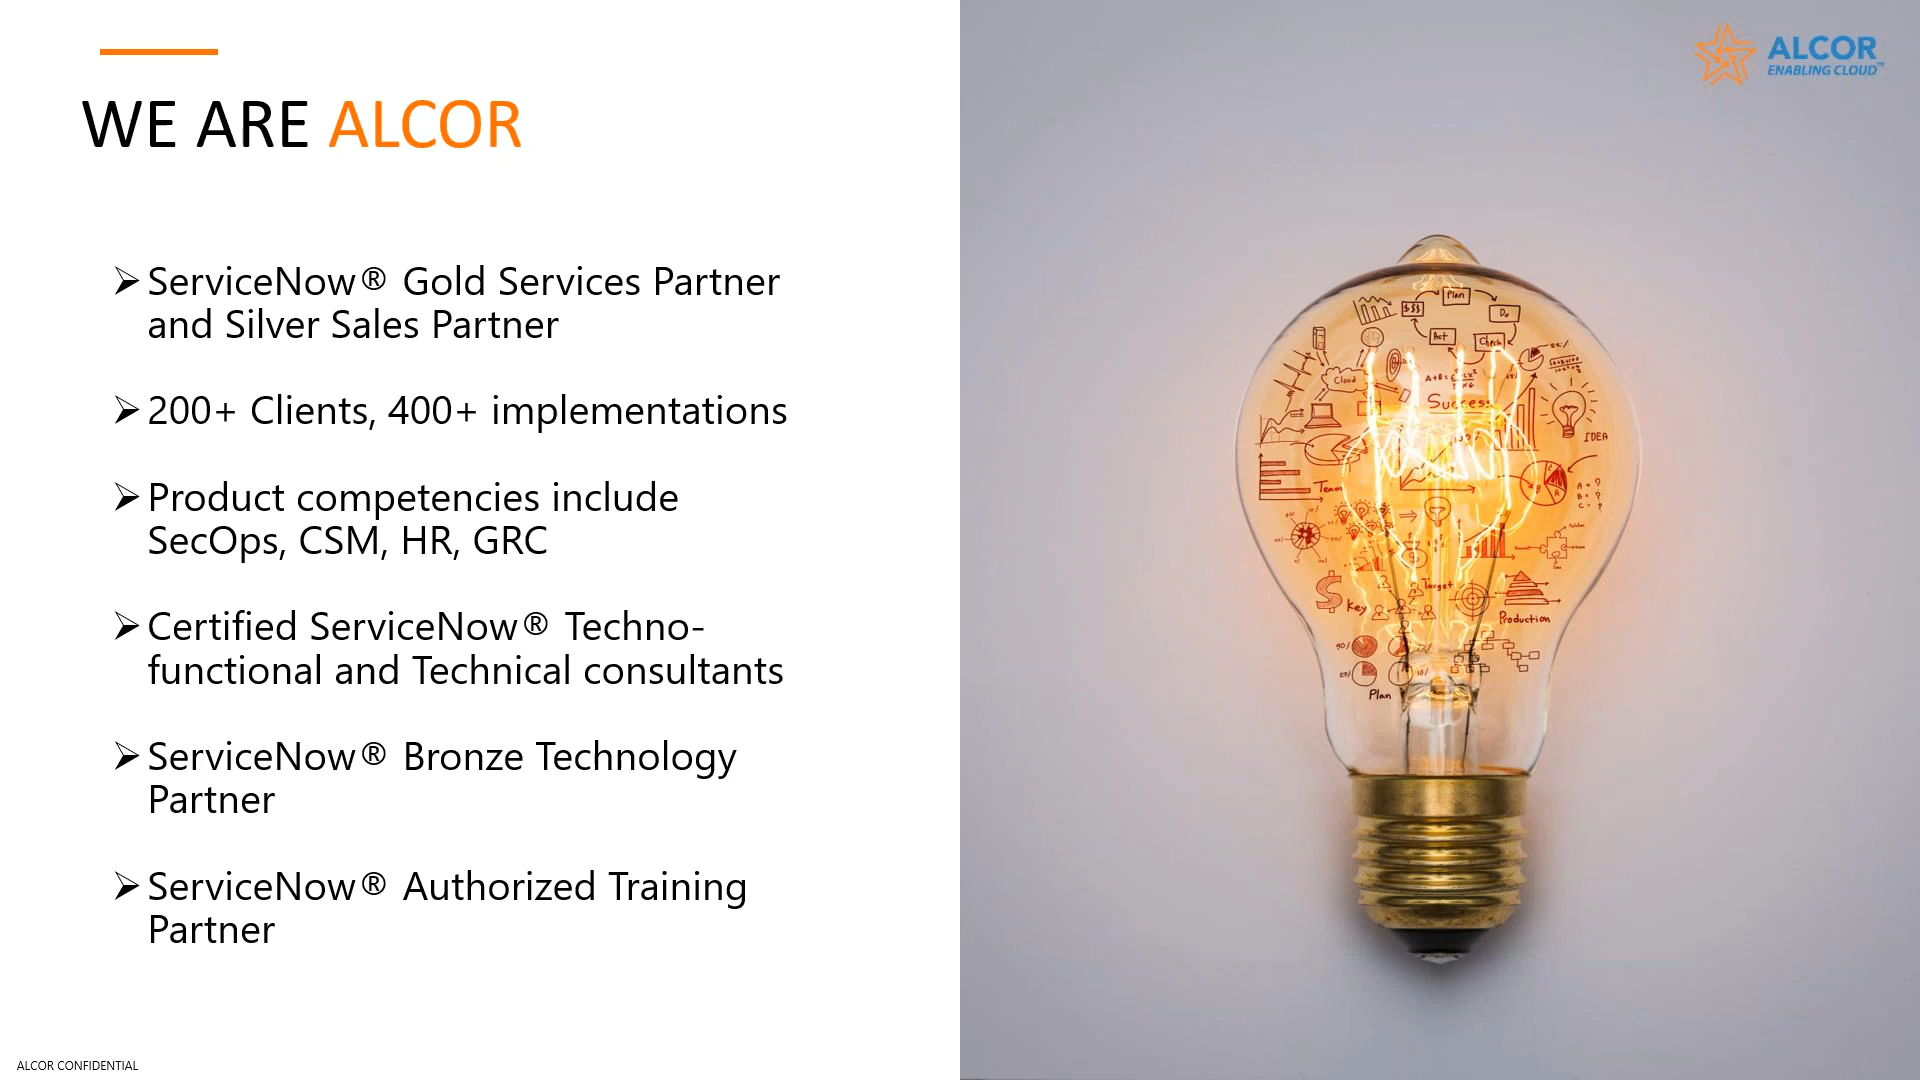 WE ARE ALCOR
ServiceNow® Gold Services Partner
and Silver Sales Partner
200+ Clients, 400+ implementations
Product competencies include
SecOps, CSM, HR, GRC
Certified ServiceNow® Techno-
functional and Technical consultants
ServiceNow® Bronze Technology
Partner
ServiceNow® Authorized Training
Partner
ALCOR CONFIDENTIAL
ALCOR
ENABLING CLOUD™
Plan
$$$
Do
Act
Check
Cloud
Success
IDEA
Team
A = ?
B = ?
C = ?
Target
Key
Production
Plan